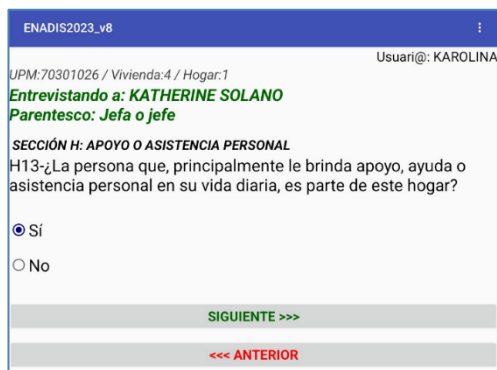 ENADIS2023_v8
Usuari@: KAROLINA
UPM:70301026 / Vivienda:4 / Hogar:1
Entrevistando a: KATHERINE SOLANO
Parentesco: Jefa o jefe
SECCIÓN H: APOYO O ASISTENCIA PERSONAL
H13-¿La persona que, principalmente le brinda apoyo, ayuda o
asistencia personal en su vida diaria, es parte de este hogar?
Sí
No
SIGUIENTE >>>
<<< ANTERIOR